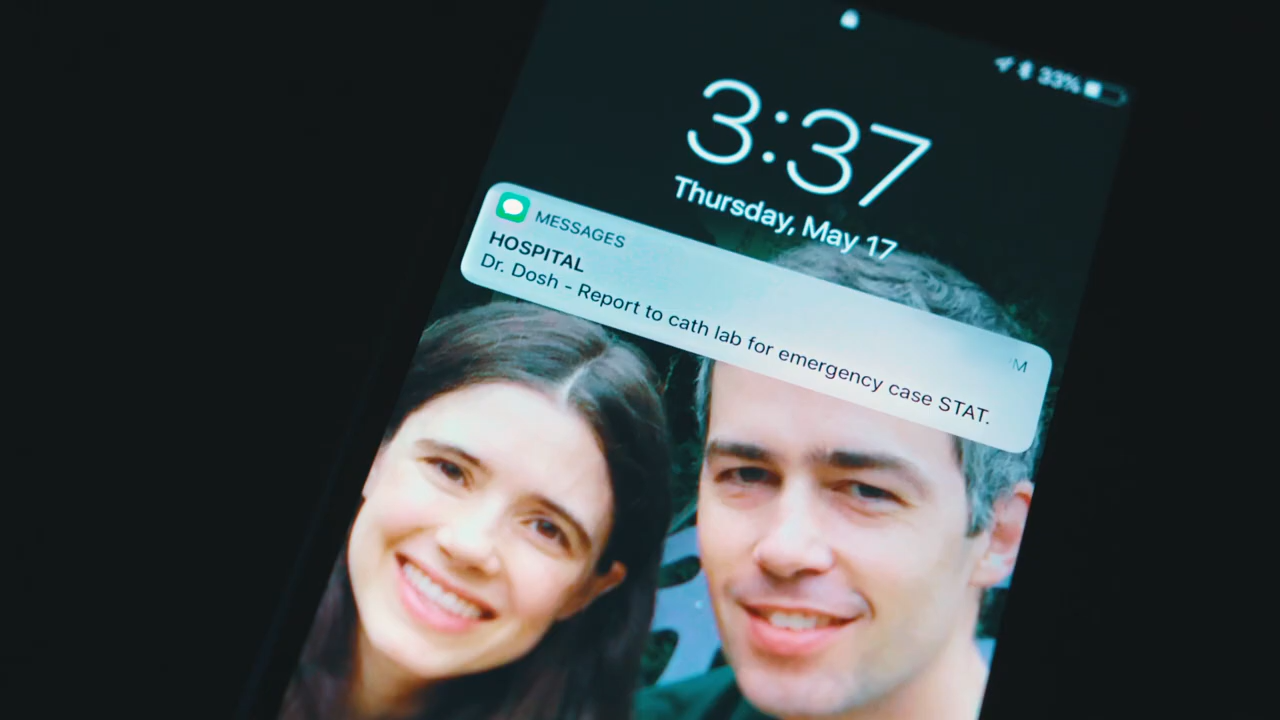 33%
3:37
Thursday, May 17
MESSAGES
HOSPITAL
Dr. Dosh - Report to cath lab for emergency case STAT.